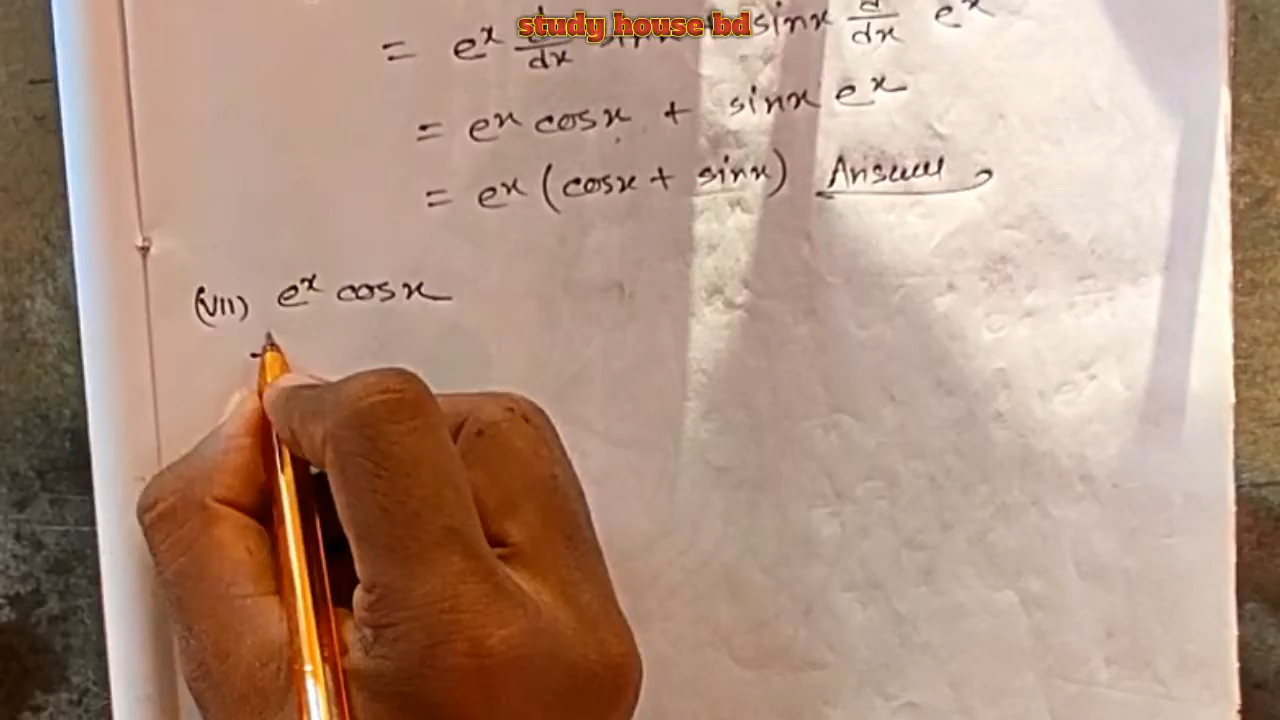 study house bd
= e^x d/dx sinx + sinx d/dx e^x
= e^x cosx + sinx e^x
= e^x (cosx + sinx) Answer
(VII) e^x cosx